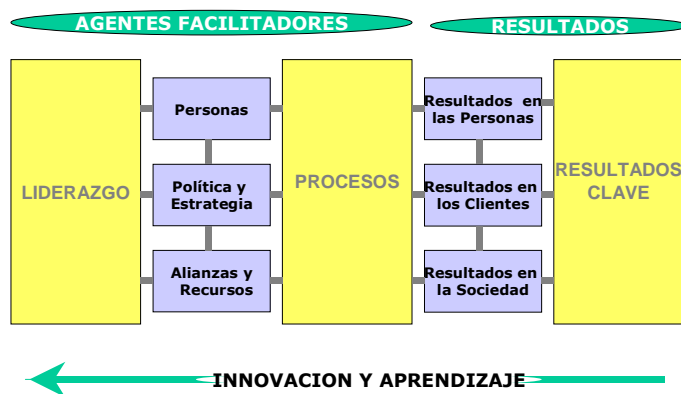 AGENTES FACILITADORES
RESULTADOS
LIDERAZGO
Personas
Política y
Estrategia
Alianzas y
Recursos
PROCESOS
Resultados en
las Personas
Resultados en
los Clientes
Resultados en
la Sociedad
RESULTADOS
CLAVE
INNOVACION Y APRENDIZAJE